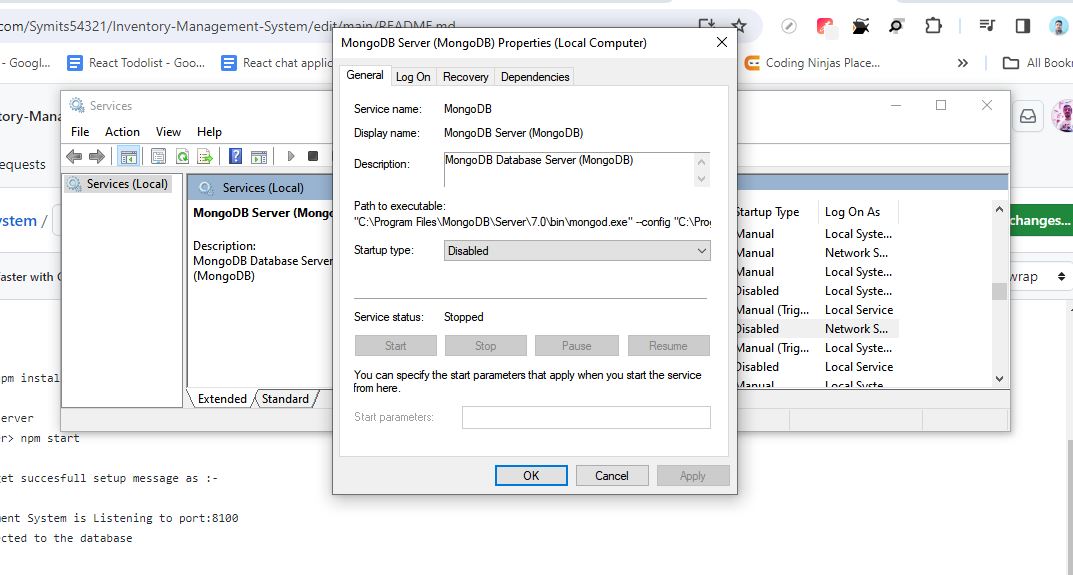 com/Symits54321/Inventory-Management-System/edit/main/README.md
- Googl...
React Todolist - Goo...
React chat applic
Coding Ninjas Place...
»
All Bookm
MongoDB Server (MongoDB) Properties (Local Computer)
General
Log On
Recovery
Dependencies
Service name:
MongoDB
Display name:
MongoDB Server (MongoDB)
Description:
MongoDB Database Server (MongoDB)
Path to executable:
"C:\Program Files\MongoDB\Server\7.0\bin\mongod.exe" --config "C:\Prog
Startup type:
Disabled
Service status:
Stopped
Start
Stop
Pause
Resume
You can specify the start parameters that apply when you start the service
from here.
Start parameters:
OK
Cancel
Apply
Services
File
Action
View
Help
Services (Local)
Services (Local)
MongoDB Server (Mong
Description:
MongoDB Database Server
(MongoDB)
Extended
Standard
Startup Type
Log On As
Manual
Local Syste...
Manual
Network S...
Manual
Local Syste...
Disabled
Local Syste...
Manual (Trig...
Local Service
Disabled
Network S...
Manual (Trig...
Local Syste...
Disabled
Local Service
Manual
Local Syste...
tory-Mana
equests
ystem /
changes...
aster with
wrap
pm instal
erver
r> npm start
et succesfull setup message as :-
ent System is Listening to port:8100
cted to the database